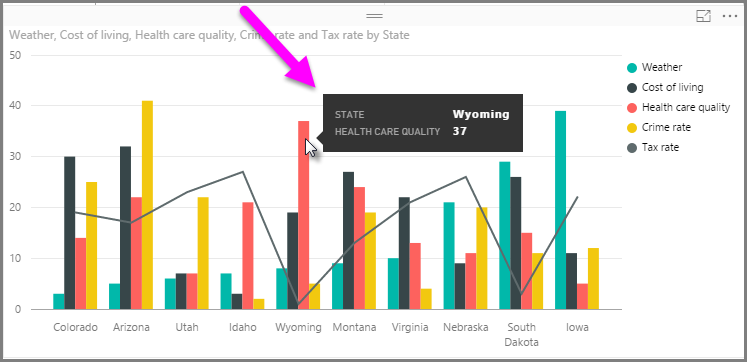 Weather, Cost of living, Health care quality, Crime rate and Tax rate by State
50
40
30
20
10
0
STATE Wyoming
HEALTH CARE QUALITY 37
Weather
Cost of living
Health care quality
Crime rate
Tax rate
Colorado Arizona Utah Idaho Wyoming Montana Virginia Nebraska South Dakota Iowa